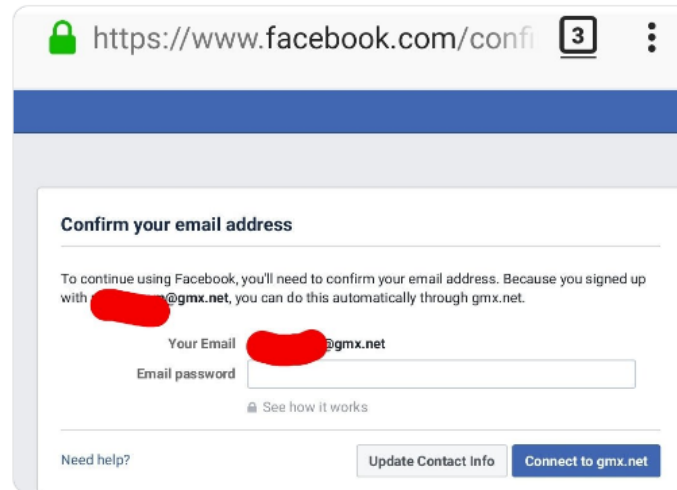 https://www.facebook.com/confi 3
Confirm your email address
To continue using Facebook, you'll need to confirm your email address. Because you signed up
with @gmx.net, you can do this automatically through gmx.net.
Your Email @gmx.net
Email password
See how it works
Need help? Update Contact Info Connect to gmx.net